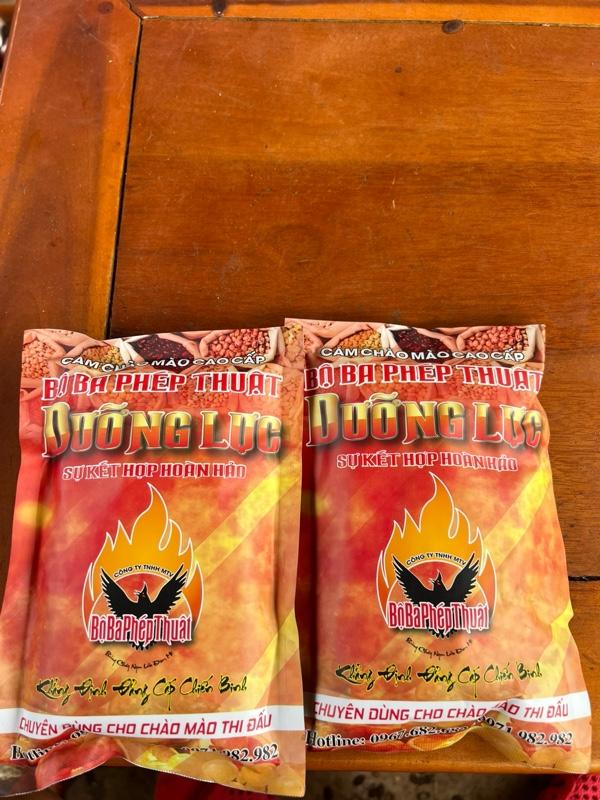 CÁM CHÀO MÀO CAO CẤP
BỘ BA PHÉP THUẬT
DƯỠNG LỰC
SỰ KẾT HỢP HOÀN HẢO
CÔNG TY TNHH MTV
BộBaPhépThuật
Khẳng Định Đẳng Cấp Chiến Binh
CHUYÊN DÙNG CHO CHÀO MÀO THI ĐẤU
982.982
CÁM CHÀO MÀO CAO CẤP
BỘ BA PHÉP THUẬT
DƯỠNG LỰC
SỰ KẾT HỢP HOÀN HẢO
CÔNG TY TNHH MTV
BộBaPhépThuật
Khẳng Định Đẳng Cấp Chiến Binh
CHUYÊN DÙNG CHO CHÀO MÀO THI ĐẤU
Hotline: 0967.682. 0971.982.982